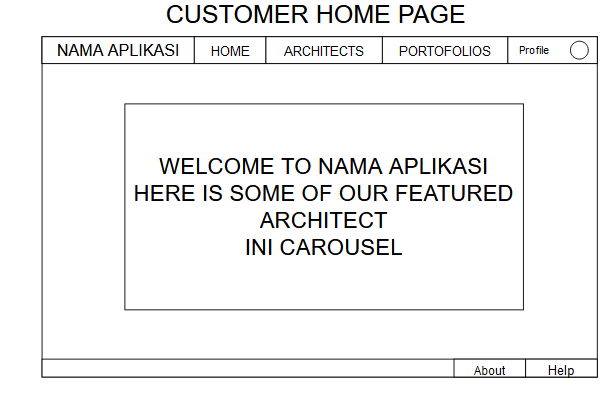 CUSTOMER HOME PAGE
NAMA APLIKASI HOME ARCHITECTS PORTOFOLIOS Profile
WELCOME TO NAMA APLIKASI
HERE IS SOME OF OUR FEATURED
ARCHITECT
INI CAROUSEL
About Help